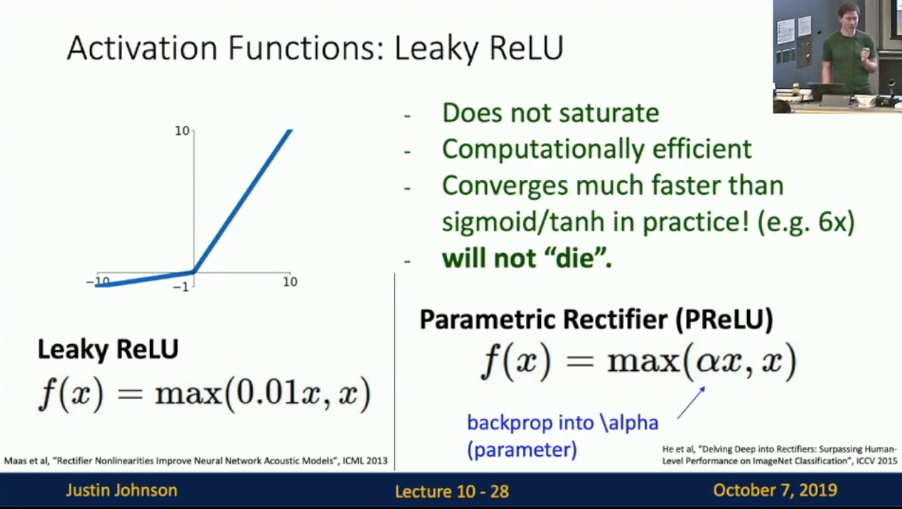 Activation Functions: Leaky ReLU
10
−10
−1
10
- Does not saturate
- Computationally efficient
- Converges much faster than
sigmoid/tanh in practice! (e.g. 6x)
- will not “die”.
Leaky ReLU
f(x) = max(0.01x, x)
Parametric Rectifier (PReLU)
f(x) = max(αx, x)
backprop into \alpha
(parameter)
Maas et al, "Rectifier Nonlinearities Improve Neural Network Acoustic Models", ICML 2013
He et al, "Delving Deep into Rectifiers: Surpassing Human-
Level Performance on ImageNet Classification", ICCV 2015
Justin Johnson
Lecture 10 - 28
October 7, 2019